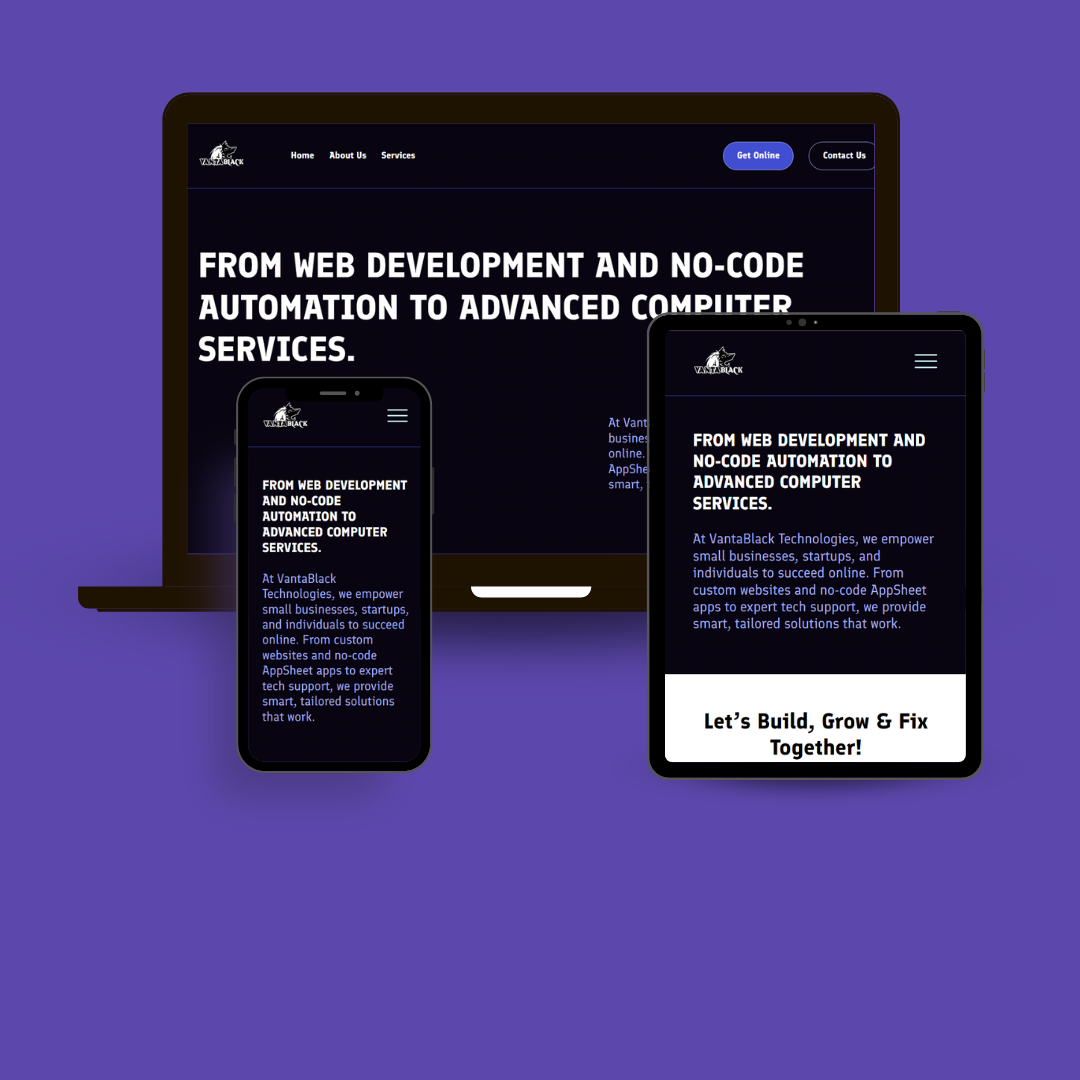 VANTABLACK
Home About Us Services
Get Online
Contact Us
FROM WEB DEVELOPMENT AND NO-CODE
AUTOMATION TO ADVANCED COMPUTER
SERVICES.
At Vant
busines
online.
AppShe
smart,
VANTABLACK
FROM WEB DEVELOPMENT
AND NO-CODE
AUTOMATION TO
ADVANCED COMPUTER
SERVICES.
At VantaBlack
Technologies, we empower
small businesses, startups,
and individuals to succeed
online. From custom
websites and no-code
AppSheet apps to expert
tech support, we provide
smart, tailored solutions
that work.
VANTABLACK
FROM WEB DEVELOPMENT AND
NO-CODE AUTOMATION TO
ADVANCED COMPUTER
SERVICES.
At VantaBlack Technologies, we empower
small businesses, startups, and
individuals to succeed online. From
custom websites and no-code AppSheet
apps to expert tech support, we provide
smart, tailored solutions that work.
Let's Build, Grow & Fix
Together!